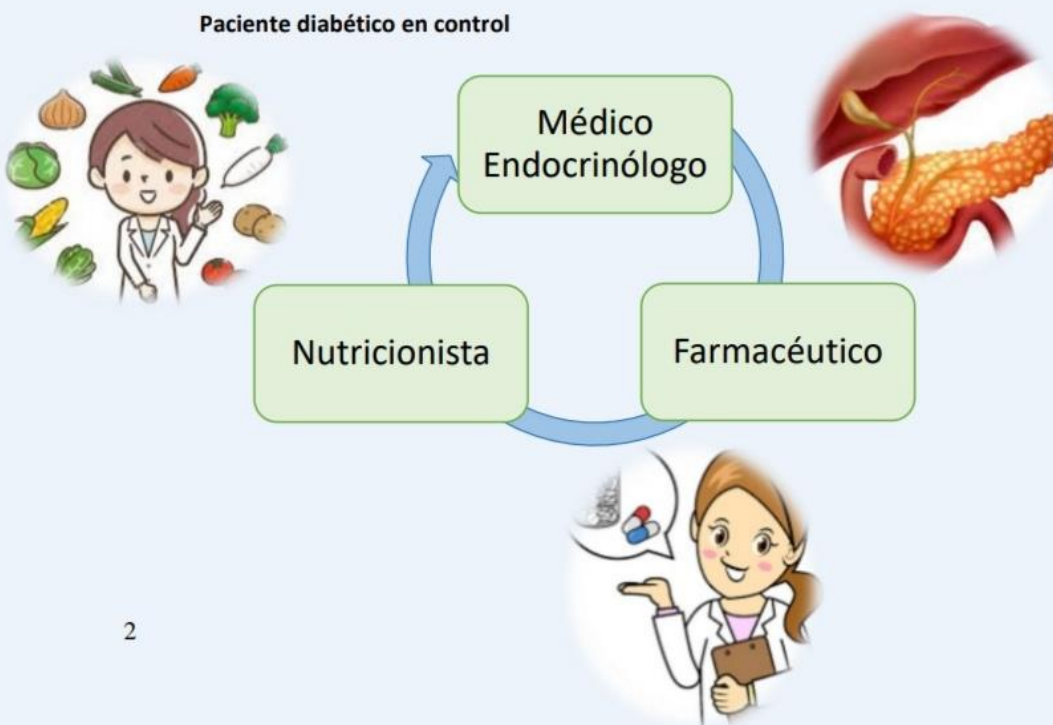 Paciente diabético en control
Médico
Endocrinólogo
Nutricionista
Farmacéutico
2